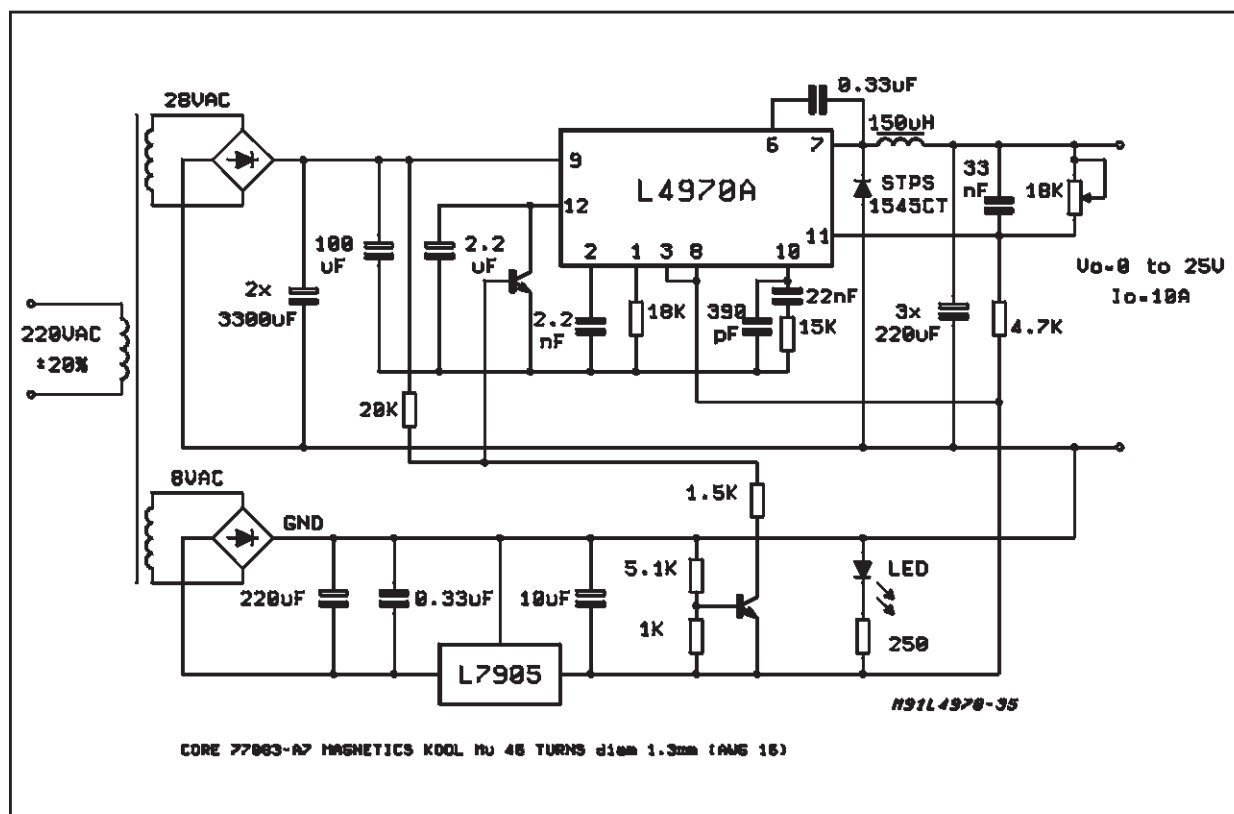 28VAC
0.33uF
150uH
6
7
9
L4970A
STPS
1545CT
33
nF
18K
12
11
100
uF
2.2
uF
2
1
3
8
10
Vo=0 to 25V
Io=10A
2x
3300uF
2.2
nF
18K
390
pF
22nF
15K
3x
220uF
4.7K
220VAC
±20%
20K
8VAC
GND
1.5K
220uF
0.33uF
10uF
5.1K
1K
LED
250
L7905
M91L4970-35
CORE 77083-A7 MAGNETICS KOOL Mu 46 TURNS diam 1.3mm (AWG 16)